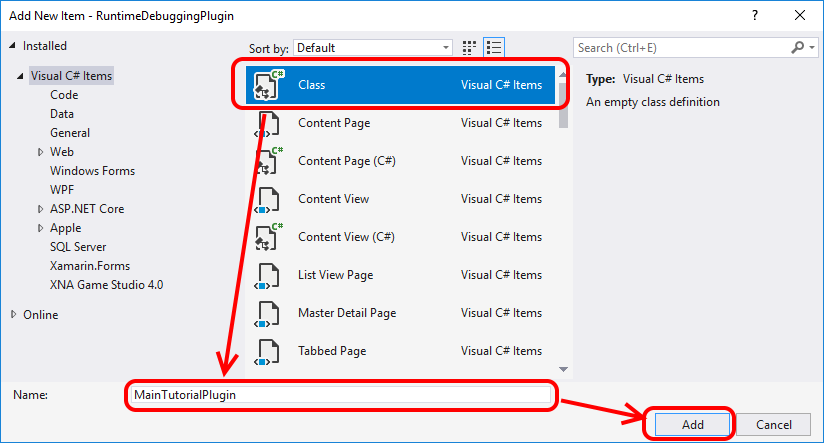 Add New Item - RuntimeDebuggingPlugin
? ×
Installed
Sort by: Default
Search (Ctrl+E)
Visual C# Items
Code
Data
General
Web
Windows Forms
WPF
ASP.NET Core
Apple
SQL Server
Xamarin.Forms
XNA Game Studio 4.0
Online
C# Class Visual C# Items
Content Page Visual C# Items
C# Content Page (C#) Visual C# Items
Content View Visual C# Items
C# Content View (C#) Visual C# Items
List View Page Visual C# Items
Master Detail Page Visual C# Items
Tabbed Page Visual C# Items
Type: Visual C# Items
An empty class definition
Name: MainTutorialPlugin
Add Cancel